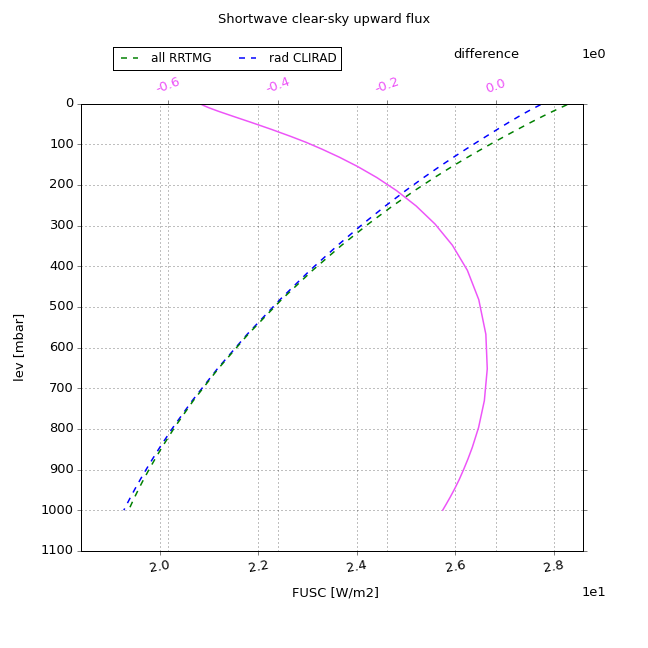 Shortwave clear-sky upward flux
all RRTMG rad CLIRAD difference 1e0
-0.6 -0.4 -0.2 0.0
0
100
200
300
400
500
600
700
800
900
1000
1100
lev [mbar]
2.0 2.2 2.4 2.6 2.8
FUSC [W/m2] 1e1